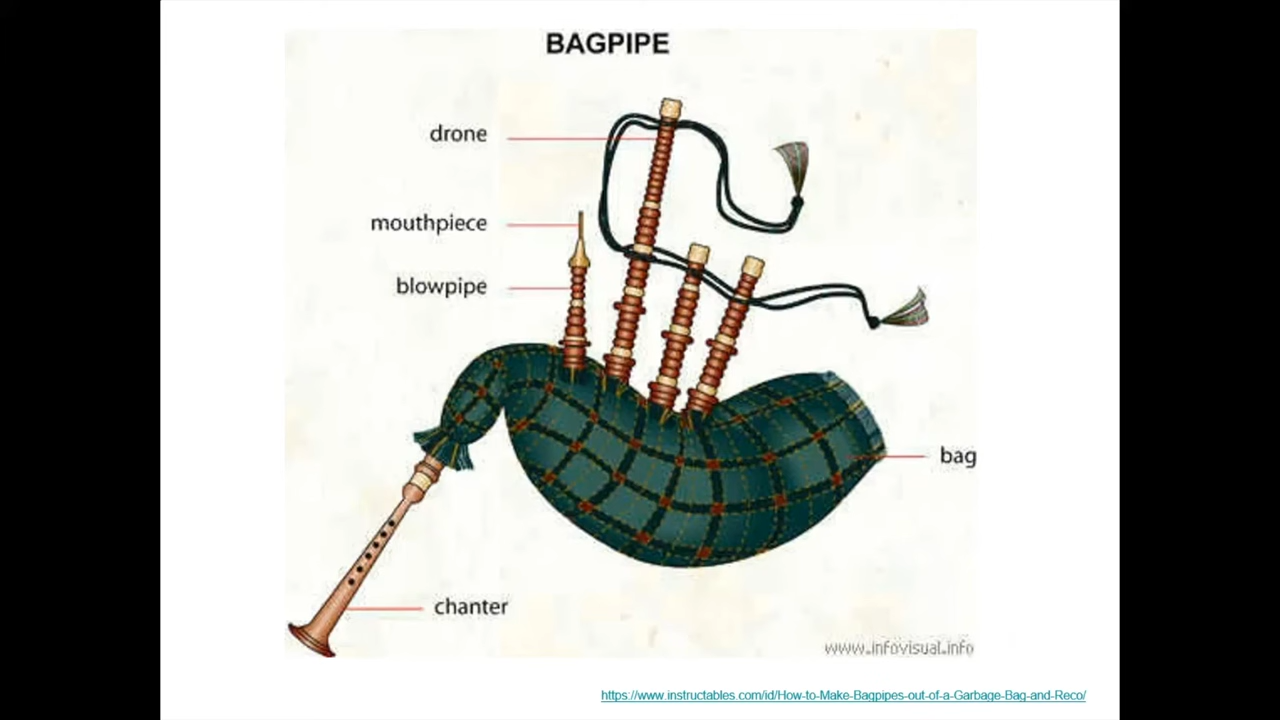 BAGPIPE
drone
mouthpiece
blowpipe
bag
chanter
www.infovisual.info
https://www.instructables.com/id/How-to-Make-Bagpipes-out-of-a-Garbage-Bag-and-Reco/